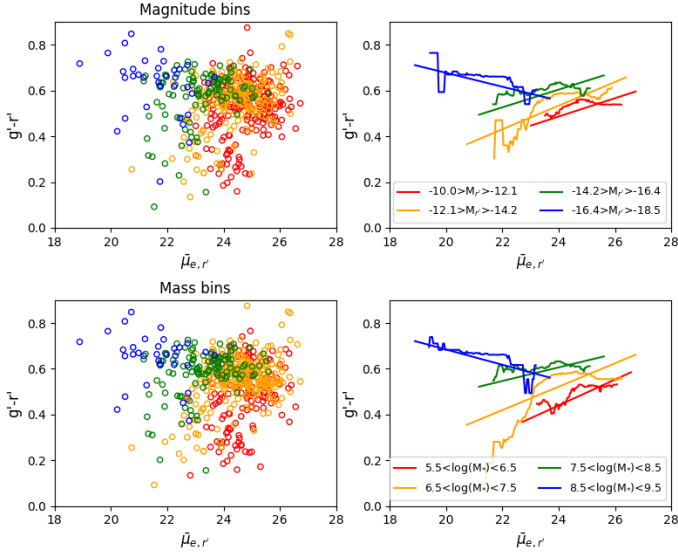 Magnitude bins
g'-r'
0.8
0.6
0.4
0.2
0.0
18 20 22 24 26 28
μ̄e, r'
0.8
0.6
0.4
0.2
0.0
-10.0>Mr'>-12.1
-12.1>Mr'>-14.2
-14.2>Mr'>-16.4
-16.4>Mr'>-18.5
18 20 22 24 26 28
μ̄e, r'
Mass bins
g'-r'
0.8
0.6
0.4
0.2
0.0
18 20 22 24 26 28
μ̄e, r'
0.8
0.6
0.4
0.2
0.0
5.5<log(M*)<6.5
6.5<log(M*)<7.5
7.5<log(M*)<8.5
8.5<log(M*)<9.5
18 20 22 24 26 28
μ̄e, r'